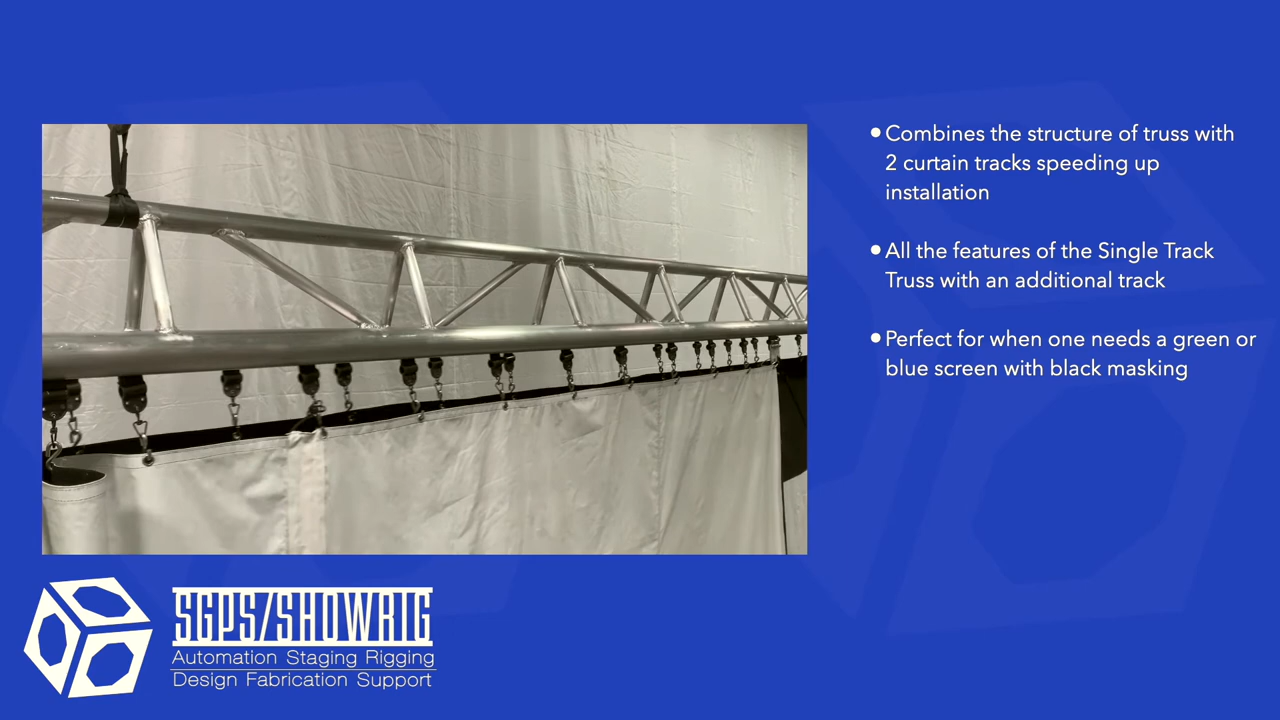 • Combines the structure of truss with
2 curtain tracks speeding up
installation
• All the features of the Single Track
Truss with an additional track
• Perfect for when one needs a green or
blue screen with black masking
SGPS/SHOWRIG
Automation Staging Rigging
Design Fabrication Support